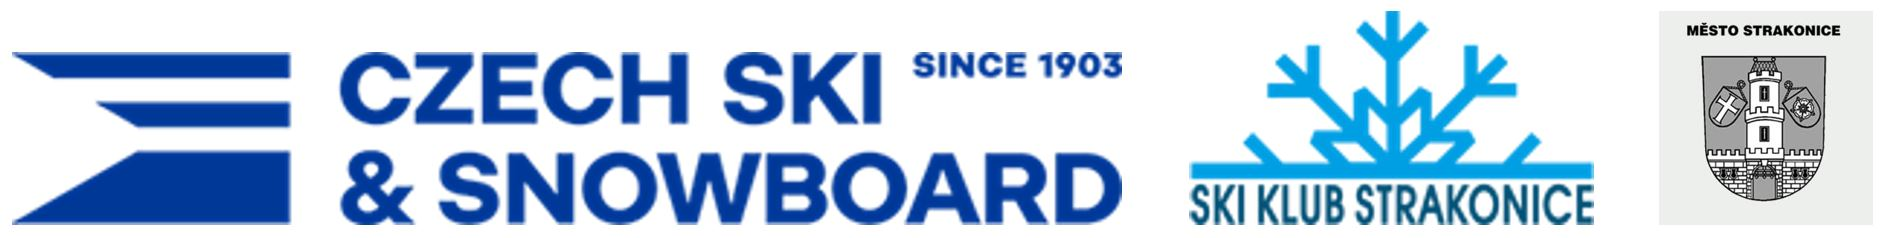 CZECH SKI
SINCE 1903
& SNOWBOARD
SKI KLUB STRAKONICE
MĚSTO STRAKONICE